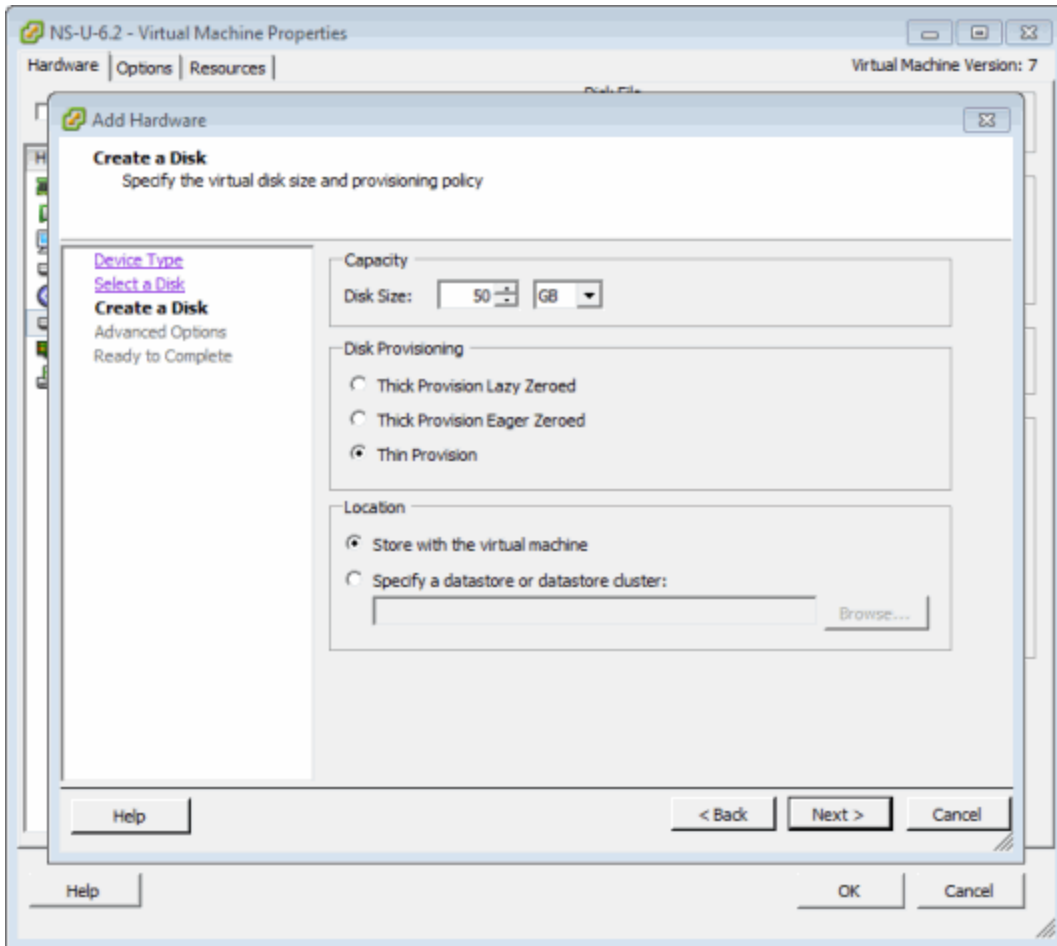 NS-U-6.2 - Virtual Machine Properties
Hardware Options Resources Virtual Machine Version: 7
Disk File
Add Hardware
Create a Disk
Specify the virtual disk size and provisioning policy
Device Type
Select a Disk
Create a Disk
Advanced Options
Ready to Complete
Capacity
Disk Size: 50 GB
Disk Provisioning
Thick Provision Lazy Zeroed
Thick Provision Eager Zeroed
Thin Provision
Location
Store with the virtual machine
Specify a datastore or datastore cluster:
Browse...
Help < Back Next > Cancel
Help OK Cancel